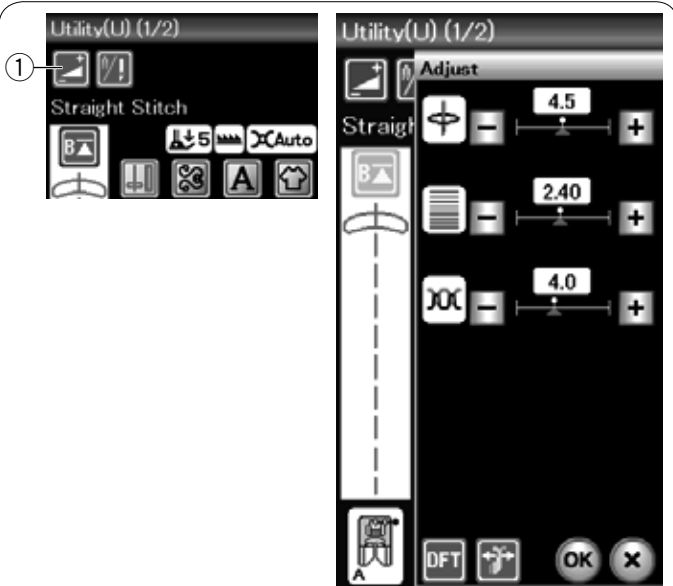 Utility(U) (1/2)
1
Straight Stitch
B 5 Auto
A
Utility(U) (1/2)
Adjust
4.5
Straigh
B
2.40
4.0
A
DFT OK